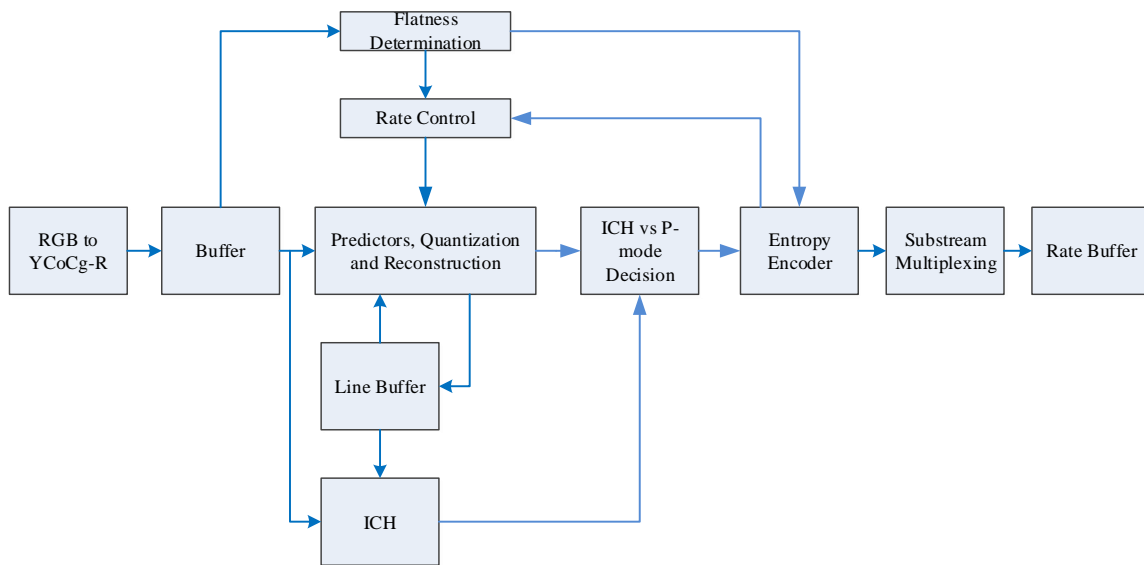 Flatness
Determination
Rate Control
RGB to
YCoCg-R
Buffer
Predictors, Quantization
and Reconstruction
ICH vs P-
mode
Decision
Entropy
Encoder
Substream
Multiplexing
Rate Buffer
Line Buffer
ICH